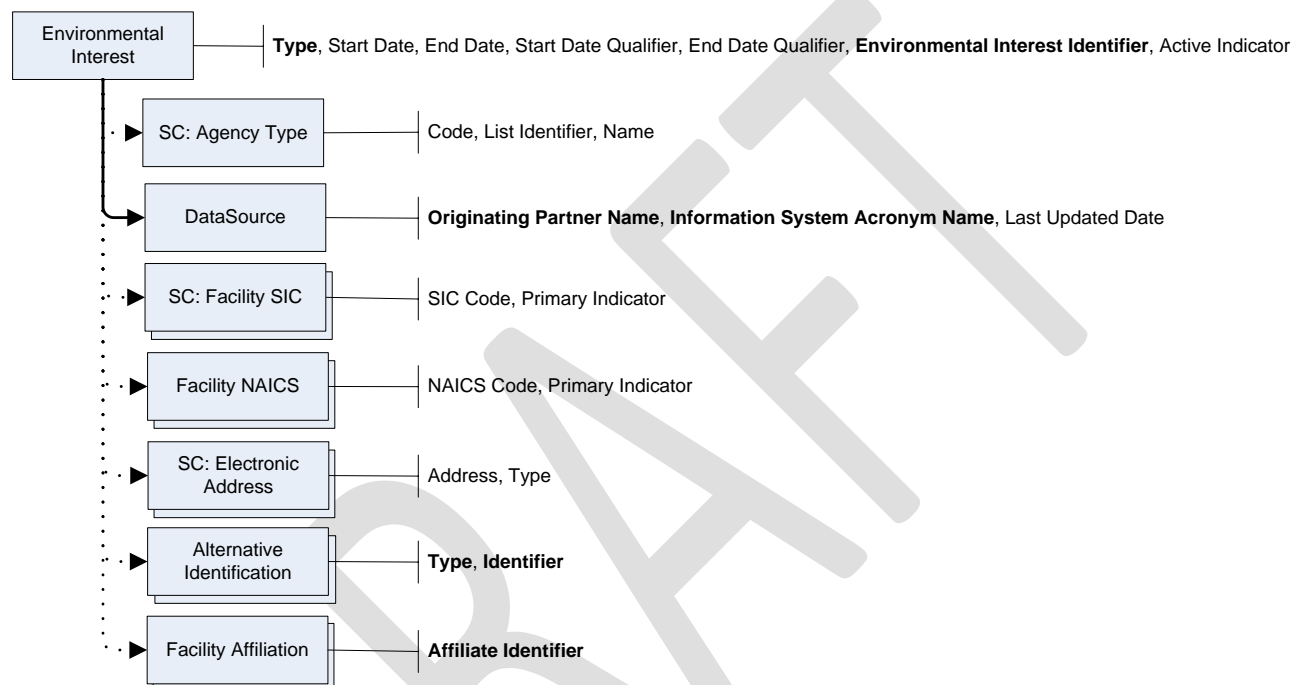 Environmental
Interest
Type, Start Date, End Date, Start Date Qualifier, End Date Qualifier, Environmental Interest Identifier, Active Indicator
SC: Agency Type
Code, List Identifier, Name
DataSource
Originating Partner Name, Information System Acronym Name, Last Updated Date
SC: Facility SIC
SIC Code, Primary Indicator
Facility NAICS
NAICS Code, Primary Indicator
SC: Electronic
Address
Address, Type
Alternative
Identification
Type, Identifier
Facility Affiliation
Affiliate Identifier
DRAFT